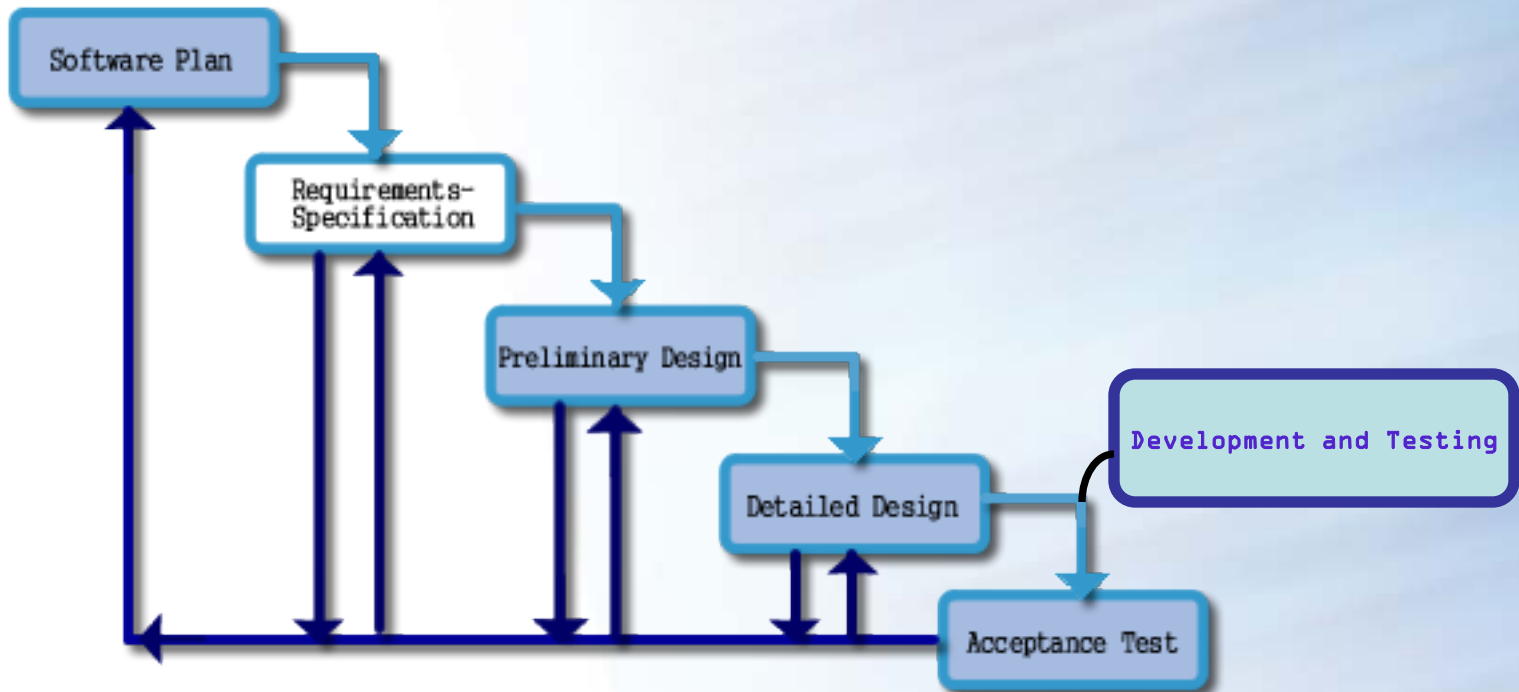 Software Plan
Requirements-
Specification
Preliminary Design
Development and Testing
Detailed Design
Acceptance Test